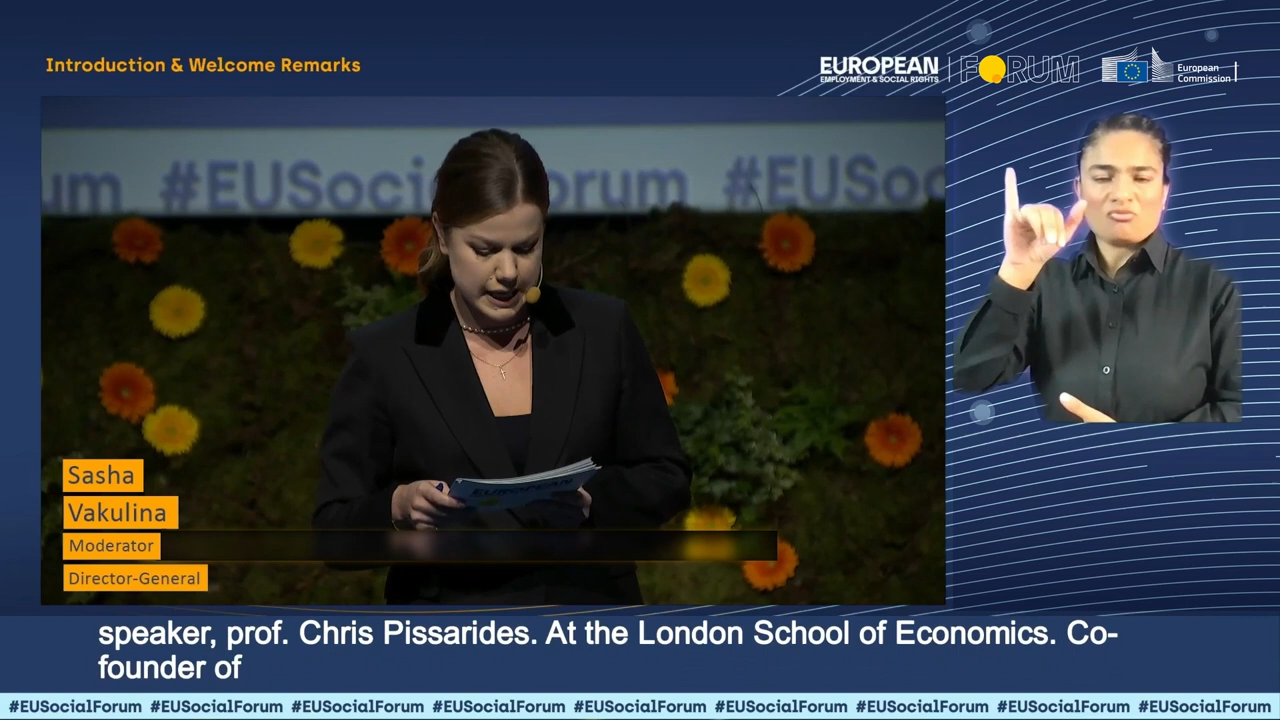 Introduction & Welcome Remarks
EUROPEAN
EMPLOYMENT & SOCIAL RIGHTS
FORUM
European
Commission
um #EUSocialForum #EUSoc
EUROPEAN
Sasha
Vakulina
Moderator
Director-General
speaker, prof. Chris Pissarides. At the London School of Economics. Co-
founder of
#EUSocialForum #EUSocialForum #EUSocialForum #EUSocialForum #EUSocialForum #EUSocialForum #EUSocialForum #EUSocialForum #EUSocialForum